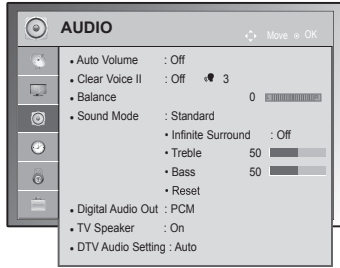 AUDIO
Move OK
• Auto Volume : Off
• Clear Voice II : Off 3
• Balance 0
• Sound Mode : Standard
• Infinite Surround : Off
• Treble 50
• Bass 50
• Reset
• Digital Audio Out : PCM
• TV Speaker : On
• DTV Audio Setting : Auto